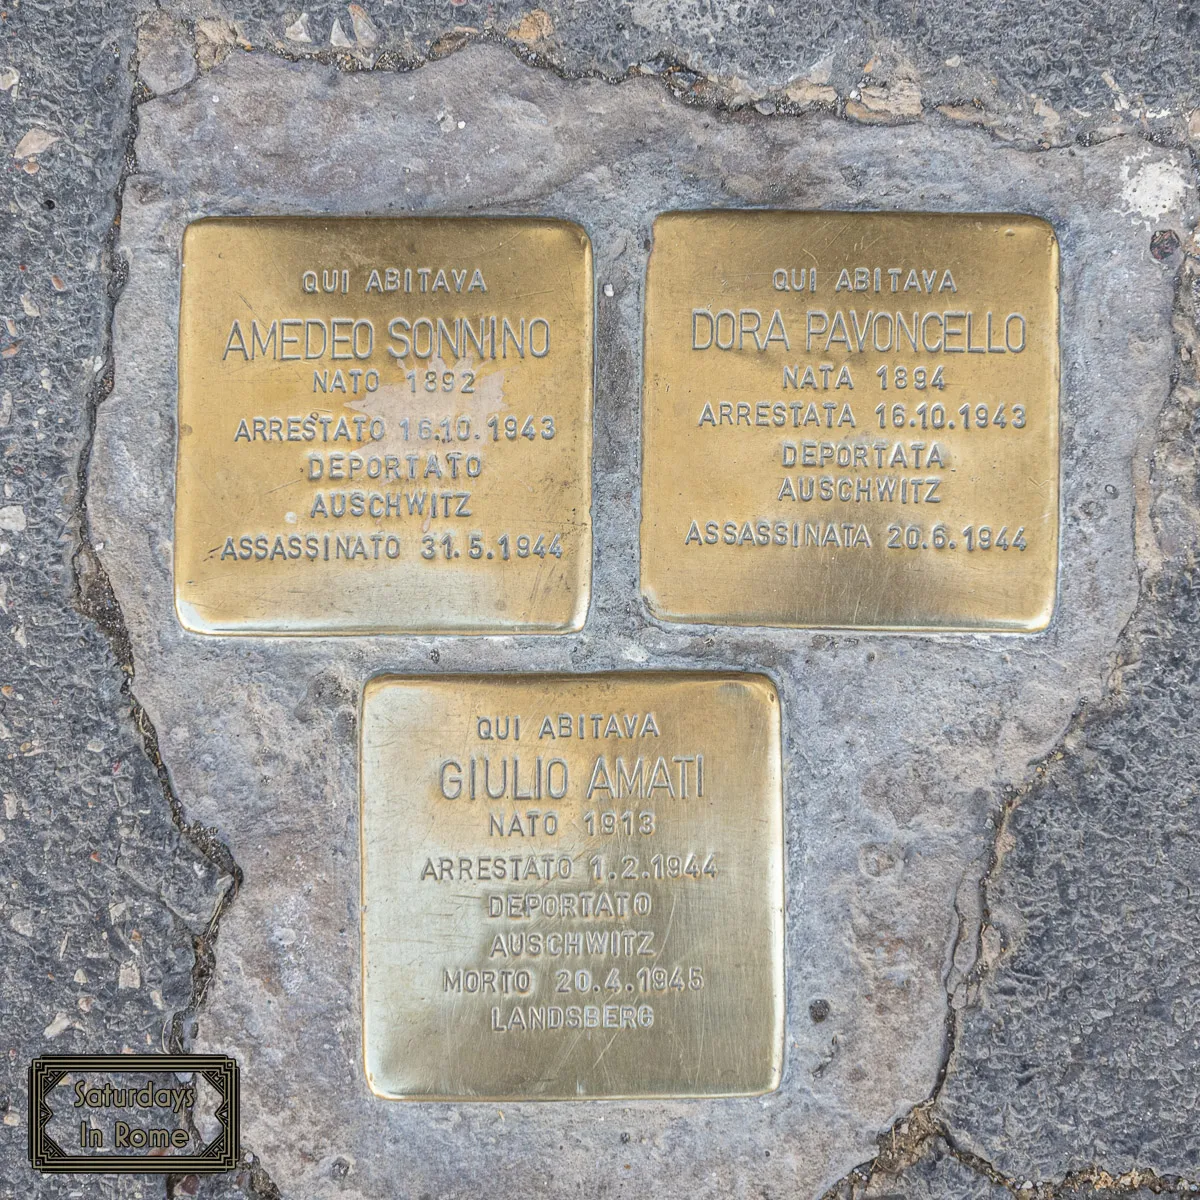 QUI ABITAVA
AMEDEO SONNINO
NATO 1892
ARRESTATO 16.10.1943
DEPORTATO
AUSCHWITZ
ASSASSINATO 31.5.1944
QUI ABITAVA
DORA PAVONCELLO
NATA 1894
ARRESTATA 16.10.1943
DEPORTATA
AUSCHWITZ
ASSASSINATA 20.6.1944
QUI ABITAVA
GIULIO AMATI
NATO 1913
ARRESTATO 1.2.1944
DEPORTATO
AUSCHWITZ
MORTO 20.4.1945
LANDSBERG
Saturdays
In Rome